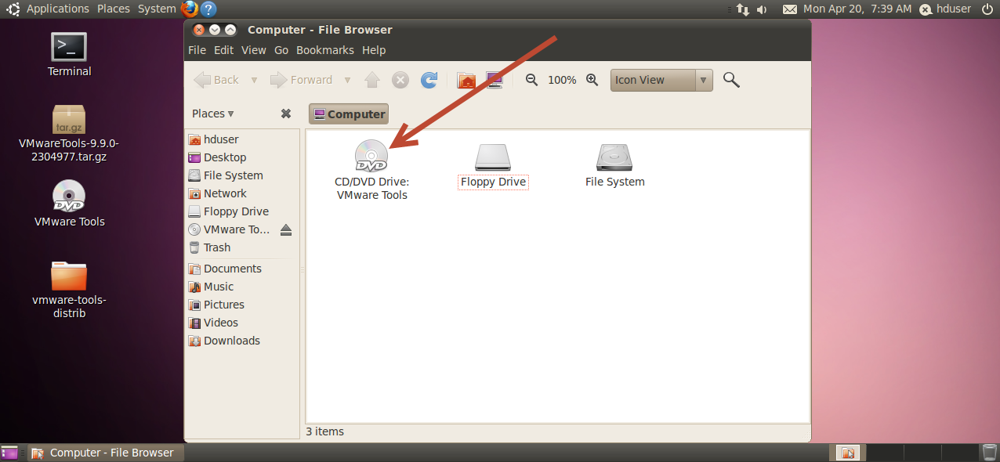 Applications Places System
Mon Apr 20, 7:39 AM hduser
Computer - File Browser
File Edit View Go Bookmarks Help
Back Forward 100% Icon View
Places
Computer
Terminal
tar.gz
VMwareTools-9.9.0-
2304977.tar.gz
DVD
VMware Tools
vmware-tools-
distrib
hduser
Desktop
File System
Network
Floppy Drive
VMware To...
Trash
Documents
Music
Pictures
Videos
Downloads
DVD
CD/DVD Drive:
VMware Tools
Floppy Drive
File System
3 items
Computer - File Browser